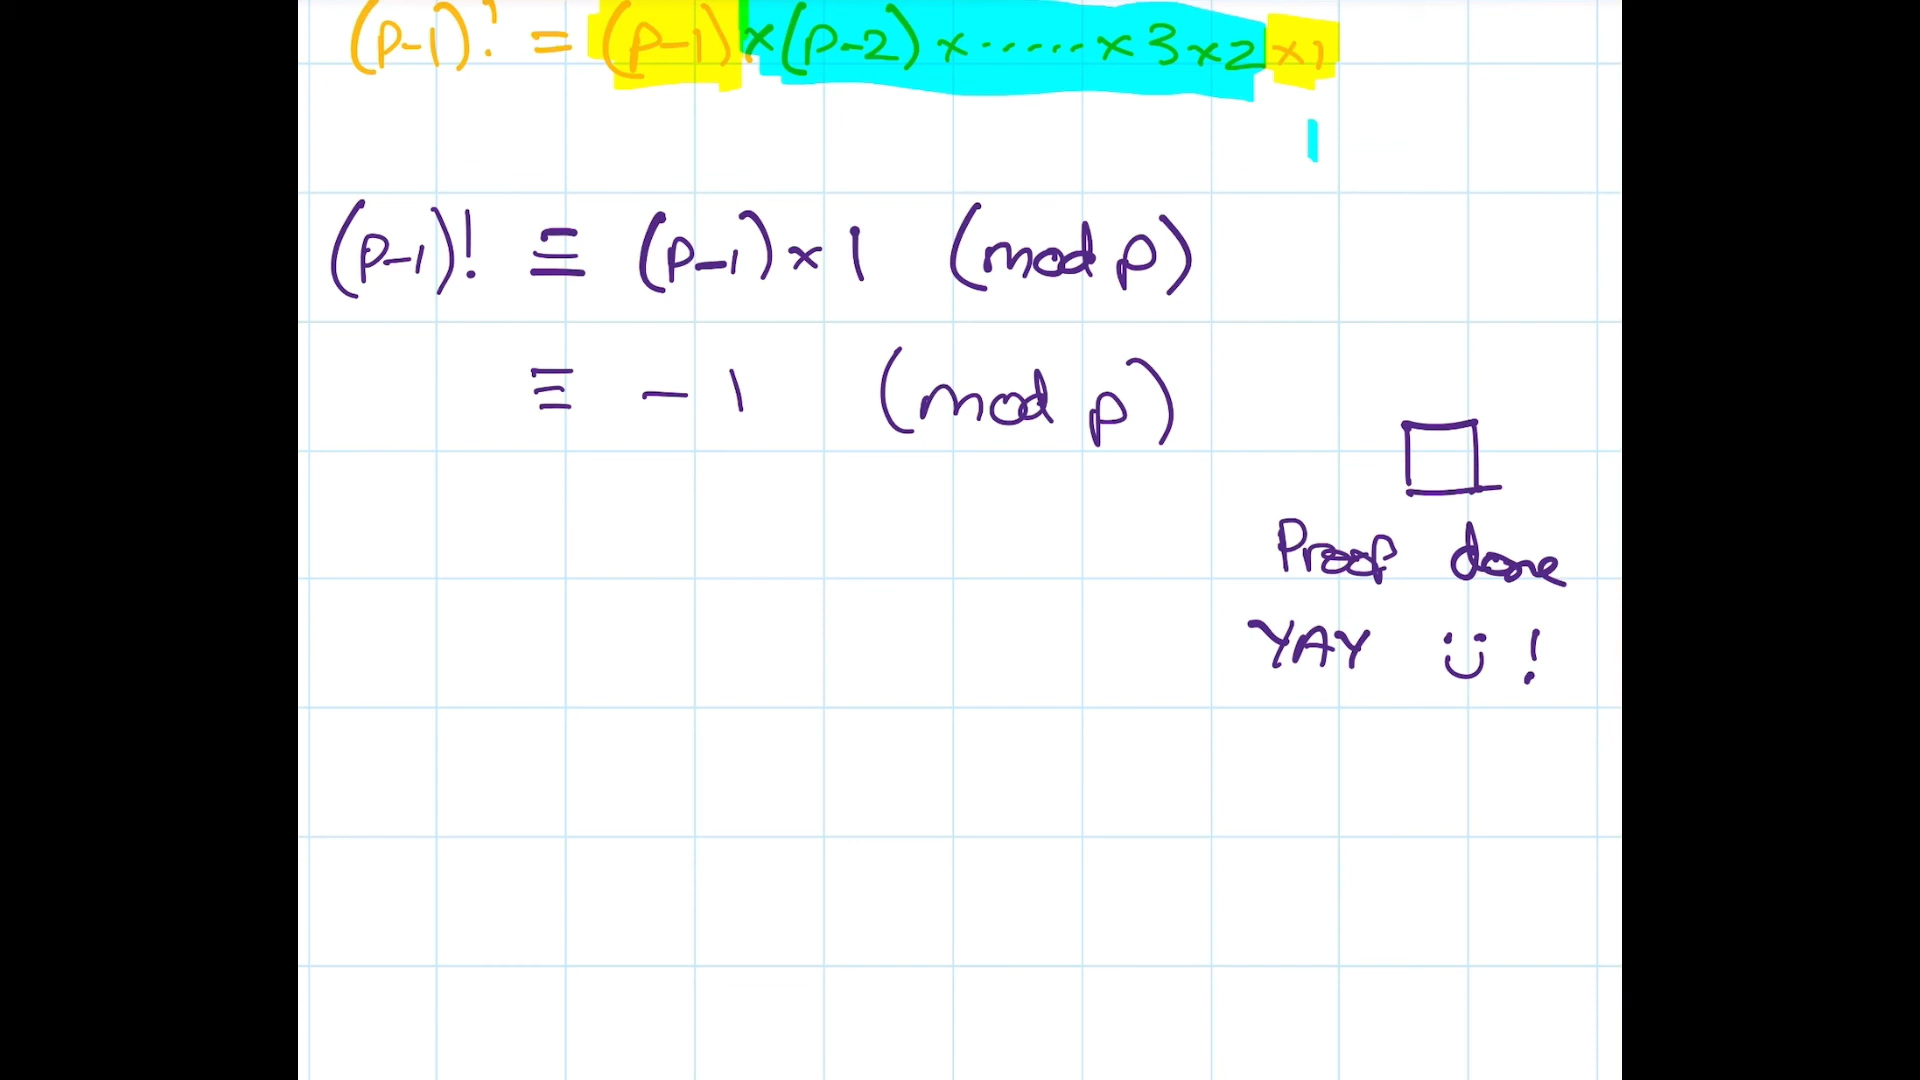 (p-1)! = (p-1) × (p-2) × ...... × 3 × 2 × 1
1
(p-1)! ≡ (p-1) × 1 (mod p)
≡ -1 (mod p)
□
Proof done
YAY :) !